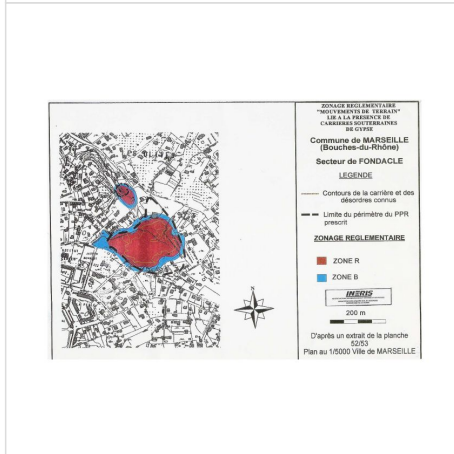 ZONAGE REGLEMENTAIRE
"MOUVEMENTS DE TERRAIN"
LIE A LA PRESENCE DE
CARRIERES SOUTERRAINES
DE GYPSE
Commune de MARSEILLE
(Bouches-du-Rhône)
Secteur de FONDACLE
LEGENDE
Contours de la carrière et des
désordres connus
Limite du périmètre du PPR
prescrit
ZONAGE REGLEMENTAIRE
ZONE R
ZONE B
N
INERIS
200 m
D'après un extrait de la planche
52/53
Plan au 1/5000 Ville de MARSEILLE